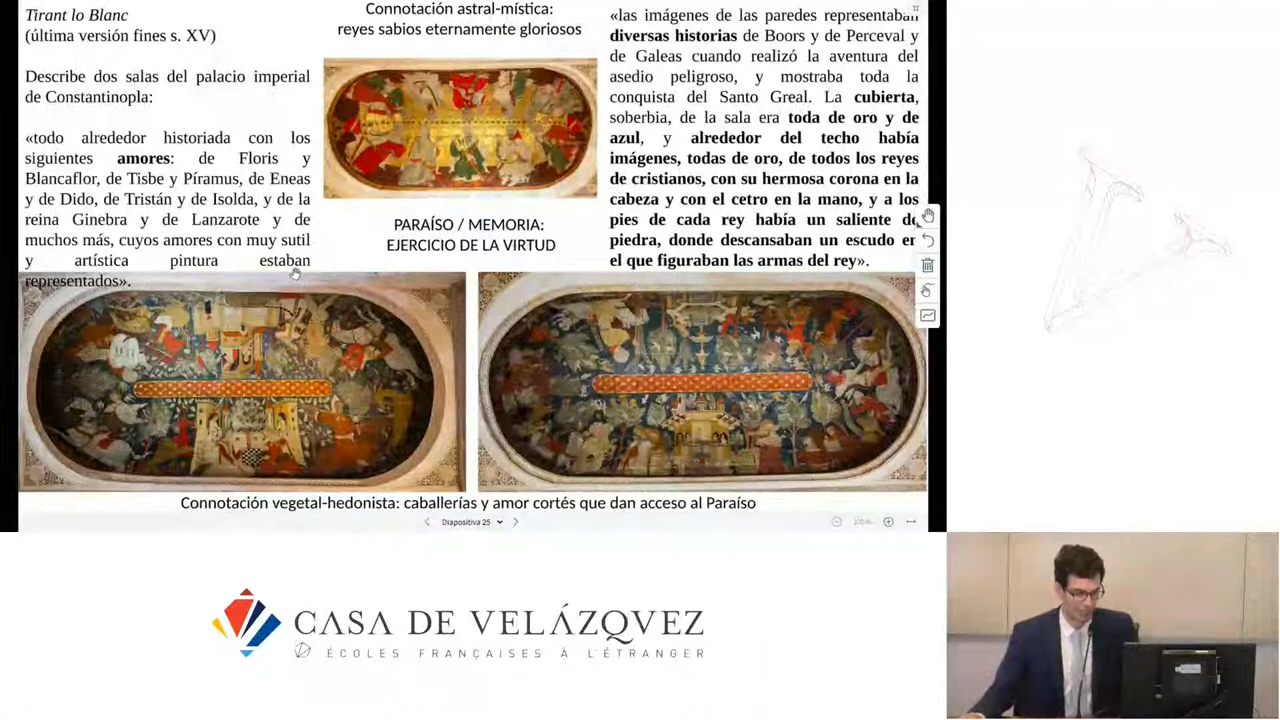 Tirant lo Blanc
(última versión fines s. XV)
Describe dos salas del palacio imperial
de Constantinopla:
«todo alrededor historiada con los
siguientes amores: de Floris y
Blancaflor, de Tisbe y Píramus, de Eneas
y de Dido, de Tristán y de Isolda, y de la
reina Ginebra y de Lanzarote y de
muchos más, cuyos amores con muy sutil
y artística pintura estaban
representados».
Connotación astral-mística:
reyes sabios eternamente gloriosos
PARAÍSO / MEMORIA:
EJERCICIO DE LA VIRTUD
«las imágenes de las paredes representaban
diversas historias de Boors y de Perceval y
de Galeas cuando realizó la aventura del
asedio peligroso, y mostraba toda la
conquista del Santo Greal. La cubierta,
soberbia, de la sala era toda de oro y de
azul, y alrededor del techo había
imágenes, todas de oro, de todos los reyes
de cristianos, con su hermosa corona en la
cabeza y con el cetro en la mano, y a los
pies de cada rey había un saliente de
piedra, donde descansaban un escudo en
el que figuraban las armas del rey».
Connotación vegetal-hedonista: caballerías y amor cortés que dan acceso al Paraíso
Diapositiva 25
CASA DE VELÁZQVEZ
ÉCOLES FRANÇAISES À L'ÉTRANGER